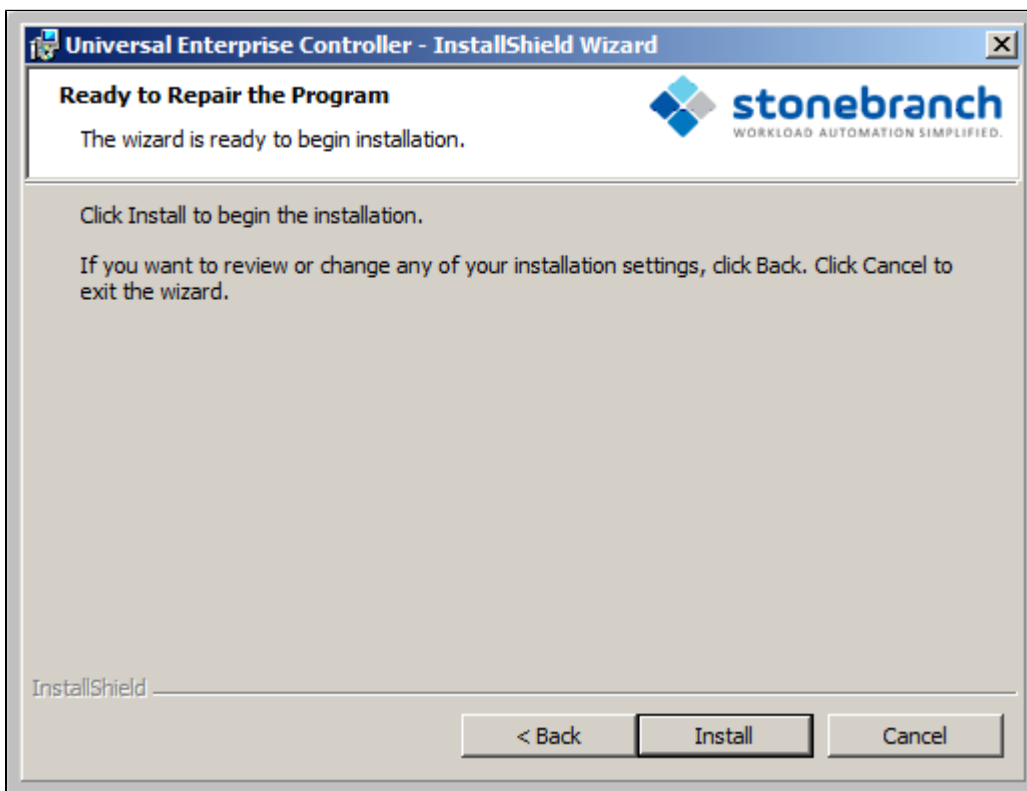 Universal Enterprise Controller - InstallShield Wizard
Ready to Repair the Program
The wizard is ready to begin installation.
stonebranch
WORKLOAD AUTOMATION SIMPLIFIED.
Click Install to begin the installation.
If you want to review or change any of your installation settings, click Back. Click Cancel to
exit the wizard.
InstallShield
< Back
Install
Cancel